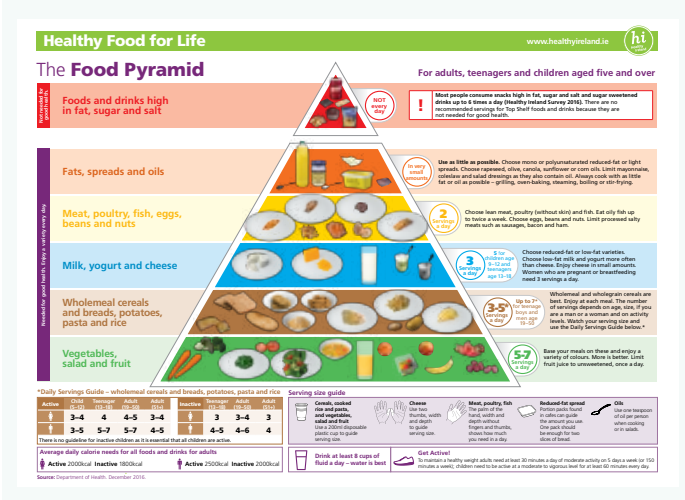 Healthy Food for Life
www.healthyireland.ie
hi
The Food Pyramid
For adults, teenagers and children aged five and over
Not needed for
good health.
Foods and drinks high
in fat, sugar and salt
NOT
every
day
!
Most people consume snacks high in fat, sugar and salt and sugar sweetened
drinks up to 6 times a day (Healthy Ireland Survey 2016). There are no
recommended servings for Top Shelf foods and drinks because they are
not needed for good health.
Needed for good health. Enjoy a variety every day.
Fats, spreads and oils
In very
small
amounts
Use as little as possible. Choose mono or polyunsaturated reduced-fat or light
spreads. Choose rapeseed, olive, canola, sunflower or corn oils. Limit mayonnaise,
coleslaw and salad dressings as they also contain oil. Always cook with as little
fat or oil as possible – grilling, oven-baking, steaming, boiling or stir-frying.
Meat, poultry, fish, eggs,
beans and nuts
2
Servings
a day
Choose lean meat, poultry (without skin) and fish. Eat oily fish up
to twice a week. Choose eggs, beans and nuts. Limit processed salty
meats such as sausages, bacon and ham.
Milk, yogurt and cheese
3
Servings
a day
5 for
children age
9–12 and
teenagers
age 13–18
Choose reduced-fat or low-fat varieties.
Choose low-fat milk and yogurt more often
than cheese. Enjoy cheese in small amounts.
Women who are pregnant or breastfeeding
need 3 servings a day.
Wholemeal cereals
and breads, potatoes,
pasta and rice
3-5*
Servings
a day
Up to 7*
for teenage
boys and
men age
19–50
Wholemeal and wholegrain cereals are
best. Enjoy at each meal. The number
of servings depends on age, size, if you
are a man or a woman and on activity
levels. Watch your serving size and
use the Daily Servings Guide below.*
Vegetables,
salad and fruit
5-7
Servings
a day
Base your meals on these and enjoy a
variety of colours. More is better. Limit
fruit juice to unsweetened, once a day.
*Daily Servings Guide – wholemeal cereals and breads, potatoes, pasta and rice
Active Child (5–12) Teenager (13–18) Adult (19–50) Adult (51+)
3–4 4 4–5 3–4
3–5 5–7 5–7 4–5
Inactive Teenager (13–18) Adult (19–50) Adult (51+)
3 3–4 3
4–5 4–6 4
There is no guideline for inactive children as it is essential that all children are active.
Average daily calorie needs for all foods and drinks for adults
Active 2000kcal Inactive 1800kcal
Active 2500kcal Inactive 2000kcal
Source: Department of Health. December 2016.
Serving size guide
Cereals, cooked
rice and pasta,
and vegetables,
salad and fruit
Use a 200ml disposable
plastic cup to guide
serving size.
Cheese
Use two
thumbs, width
and depth
to guide
serving size.
Meat, poultry, fish
The palm of the
hand, width and
depth without
fingers and
thumbs, shows
how much
you need in a day.
Reduced-fat spread
Portion packs found
in cafes can guide
the amount you use.
One pack should
be enough for two
slices of bread.
Oils
Use one teaspoon
of oil per person
when cooking
or in salads.
Drink at least 8 cups of
fluid a day – water is best
Get Active!
To maintain a healthy weight adults need at least 30 minutes a day of moderate activity on 5 days a week (or 150
minutes a week); children need to be active at a moderate to vigorous level for at least 60 minutes every day.